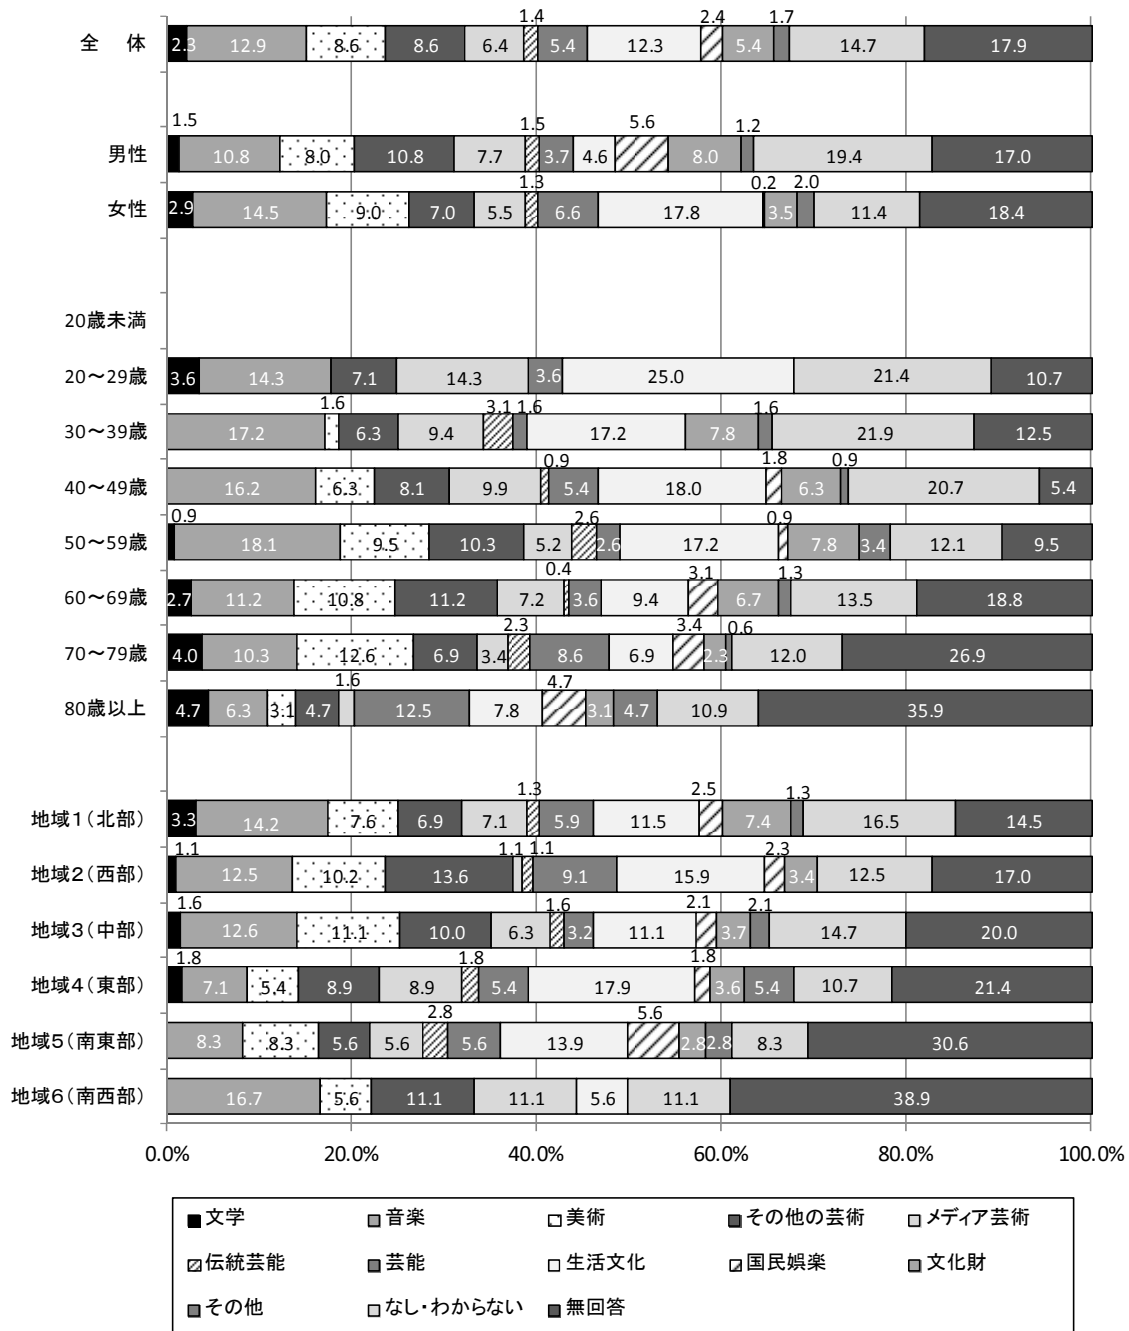 1.4 2.4 1.7
全 体 2.3 12.9 8.6 8.6 6.4 5.4 12.3 5.4 14.7 17.9
1.5 1.5 5.6 1.2
男性 10.8 8.0 10.8 7.7 3.7 4.6 8.0 19.4 17.0
1.3 0.2 2.0
女性 2.9 14.5 9.0 7.0 5.5 6.6 17.8 3.5 11.4 18.4
20歳未満
20～29歳 3.6 14.3 7.1 14.3 3.6 25.0 21.4 10.7
1.6 3.1 1.6 1.6
30～39歳 17.2 6.3 9.4 17.2 7.8 21.9 12.5
0.9 1.8 0.9
40～49歳 16.2 6.3 8.1 9.9 5.4 18.0 6.3 20.7 5.4
0.9 2.6 0.9
50～59歳 18.1 9.5 10.3 5.2 2.6 17.2 7.8 3.4 12.1 9.5
0.4 3.1 1.3
60～69歳 2.7 11.2 10.8 11.2 7.2 3.6 9.4 6.7 13.5 18.8
2.3 3.4 0.6
70～79歳 4.0 10.3 12.6 6.9 3.4 8.6 6.9 2.3 12.0 26.9
1.6 4.7
80歳以上 4.7 6.3 3.1 4.7 12.5 7.8 3.1 4.7 10.9 35.9
1.3 2.5 1.3
地域1（北部） 3.3 14.2 7.6 6.9 7.1 5.9 11.5 7.4 16.5 14.5
1.1 1.1 1.1 2.3
地域2（西部） 12.5 10.2 13.6 9.1 15.9 3.4 12.5 17.0
1.6 1.6 2.1 2.1
地域3（中部） 12.6 11.1 10.0 6.3 3.2 11.1 3.7 14.7 20.0
1.8 1.8 1.8
地域4（東部） 7.1 5.4 8.9 8.9 5.4 17.9 3.6 5.4 10.7 21.4
2.8 5.6
地域5（南東部） 8.3 8.3 5.6 5.6 5.6 13.9 2.8 2.8 8.3 30.6
地域6（南西部） 16.7 5.6 11.1 11.1 5.6 11.1 38.9
0.0% 20.0% 40.0% 60.0% 80.0% 100.0%
文学 音楽 美術 その他の芸術 メディア芸術
伝統芸能 芸能 生活文化 国民娯楽 文化財
その他 なし・わからない 無回答